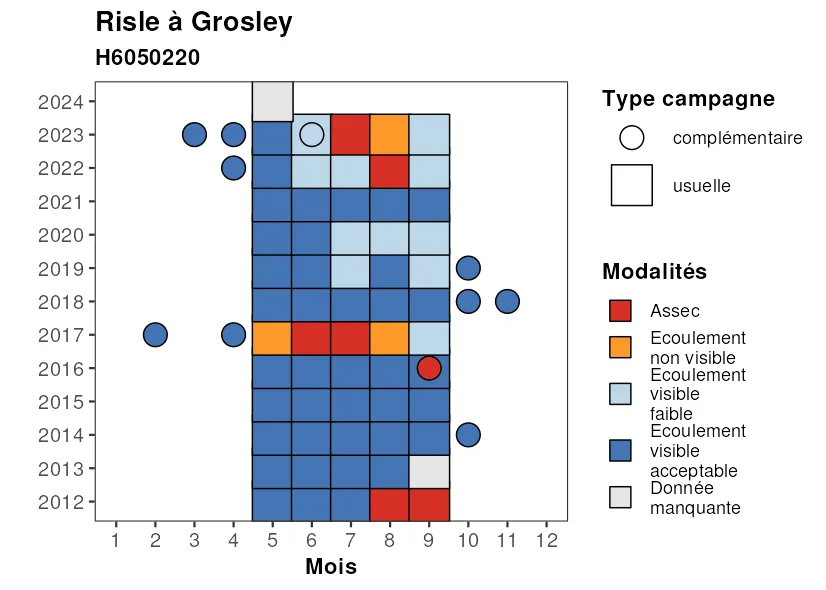 Risle à Grosley
H6050220
2024
2023
2022
2021
2020
2019
2018
2017
2016
2015
2014
2013
2012
1 2 3 4 5 6 7 8 9 10 11 12
Mois
Type campagne
complémentaire
usuelle
Modalités
Assec
Ecoulement
non visible
Ecoulement
visible
faible
Ecoulement
visible
acceptable
Donnée
manquante